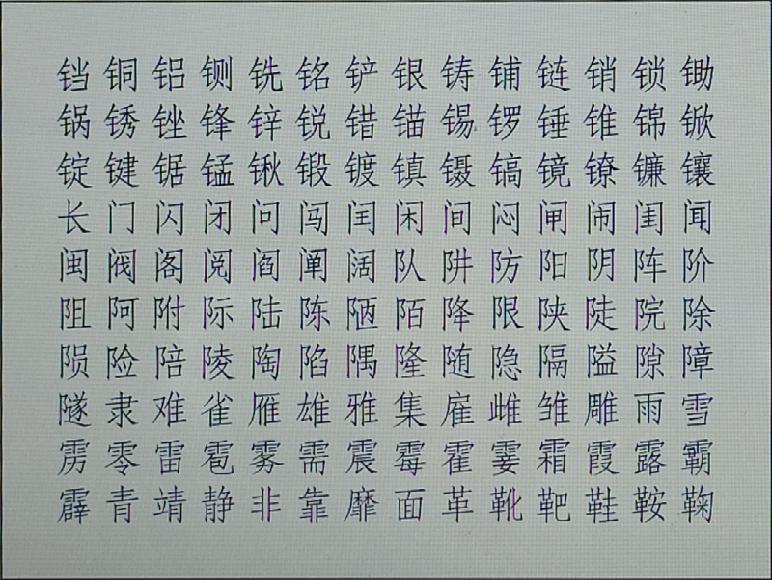 铛铜铝铡铣铭铲银铸铺链销锁锄
锅锈锉锋锌锐错锚锡锣锤锥锦锨
锭键锯锰锹锻镀镇镊镐镜镣镰镶
长门闪闭问闯闰闲间闷闸闹闺闻
闽阀阁阅阎阐阔队阱防阳阴阵阶
阻阿附际陆陈陋陌降限陕陡院除
陨险陪陵陶陷隅隆随隐隔隘隙障
隧隶难雀雁雄雅集雇雌雏雕雨雪
雳零雷雹雾需震霉霍霎霜霞露霸
霹青靖静非靠靡面革靴靶鞋鞍鞠